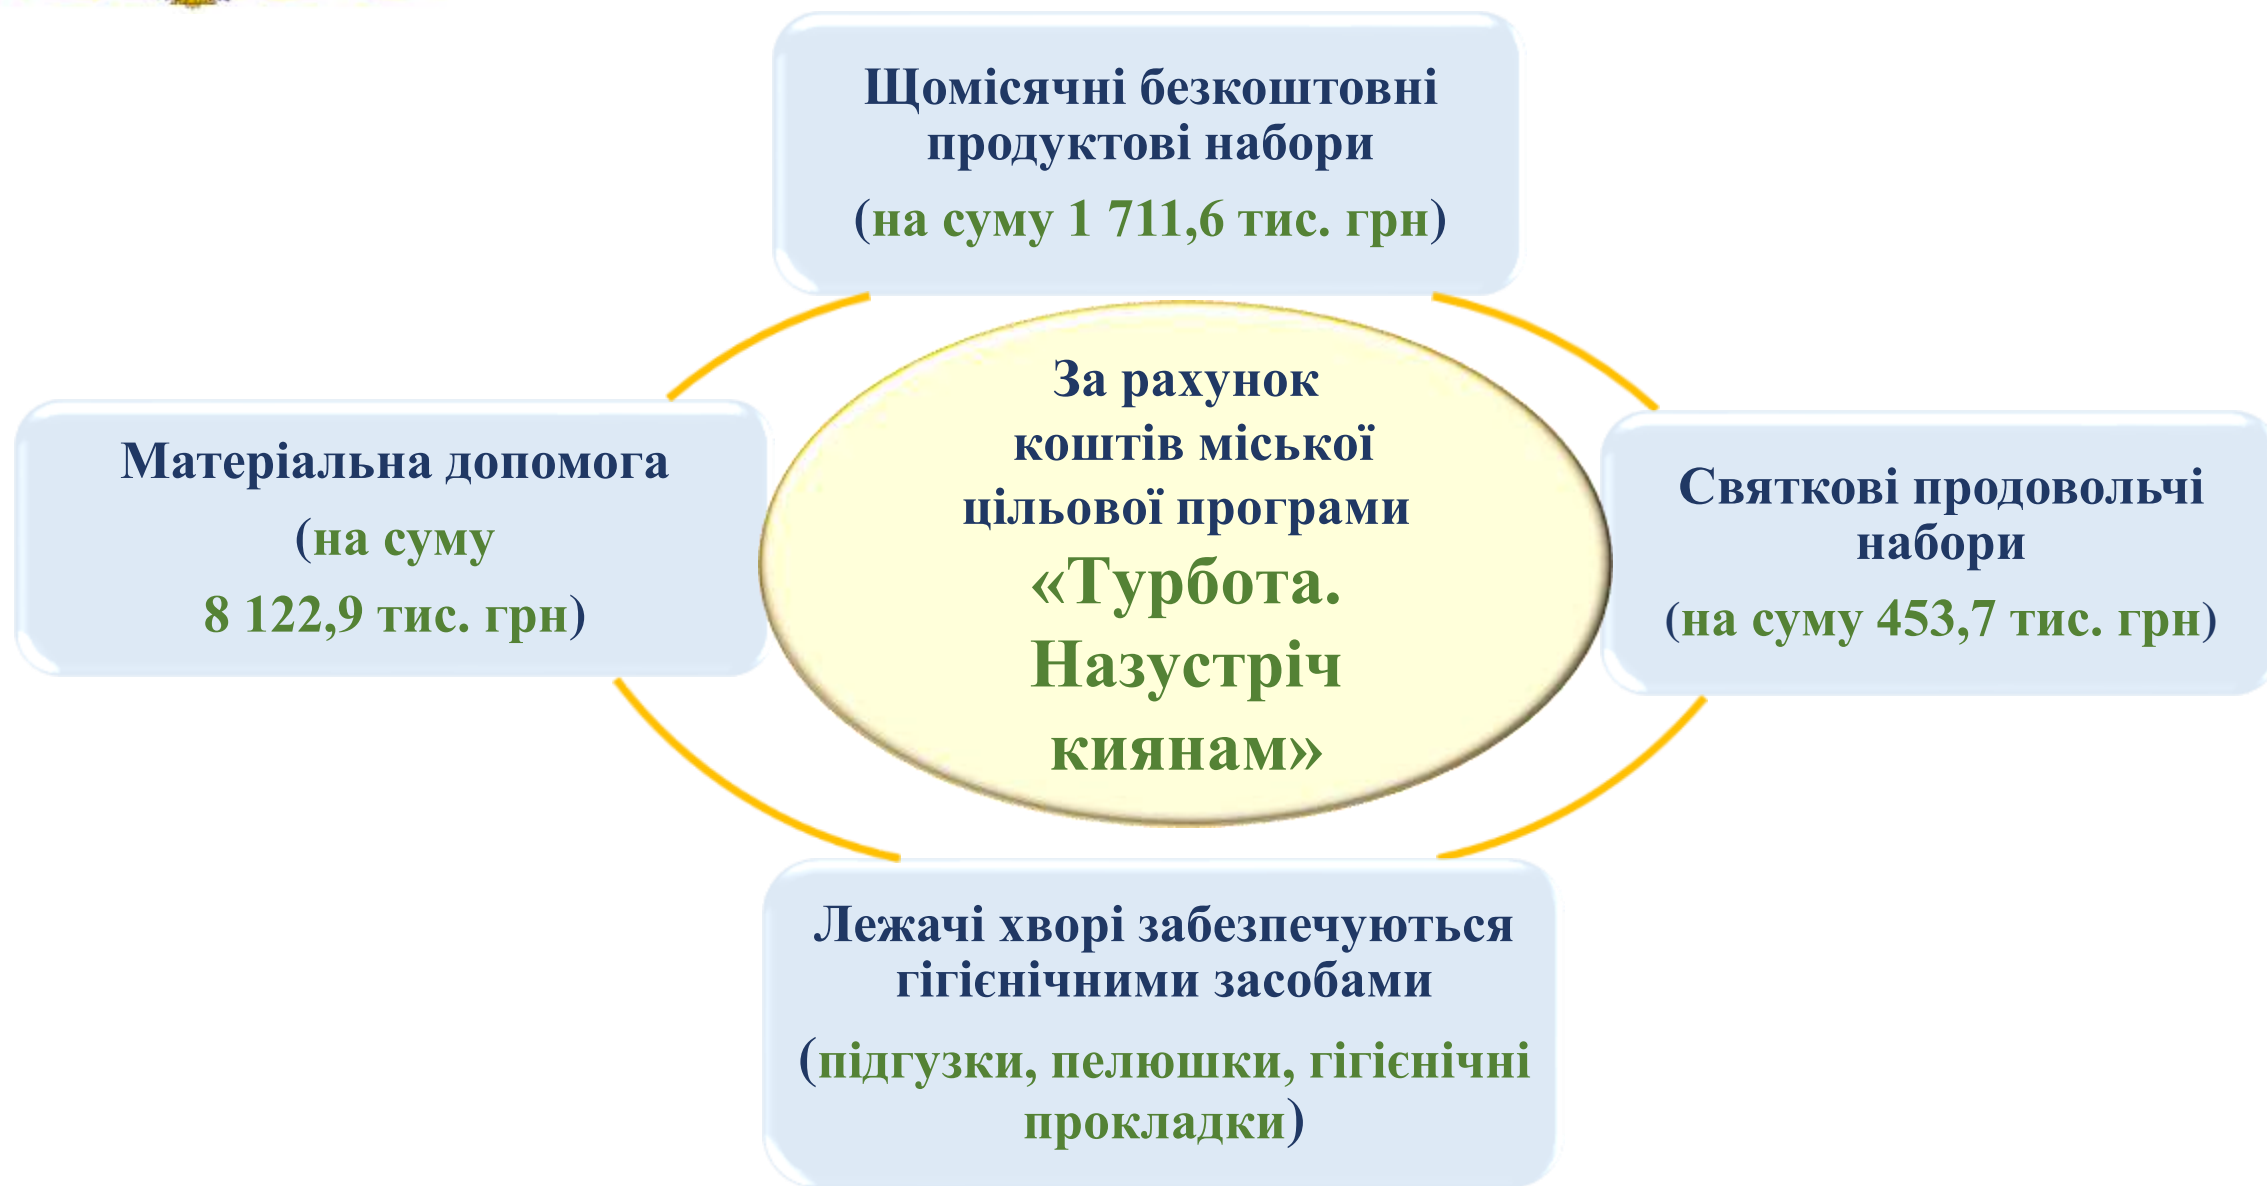 Щомісячні безкоштовні
продуктові набори
(на суму 1 711,6 тис. грн)
Матеріальна допомога
(на суму
8 122,9 тис. грн)
За рахунок
коштів міської
цільової програми
«Турбота.
Назустріч
киянам»
Святкові продовольчі
набори
(на суму 453,7 тис. грн)
Лежачі хворі забезпечуються
гігієнічними засобами
(підгузки, пелюшки, гігієнічні
прокладки)